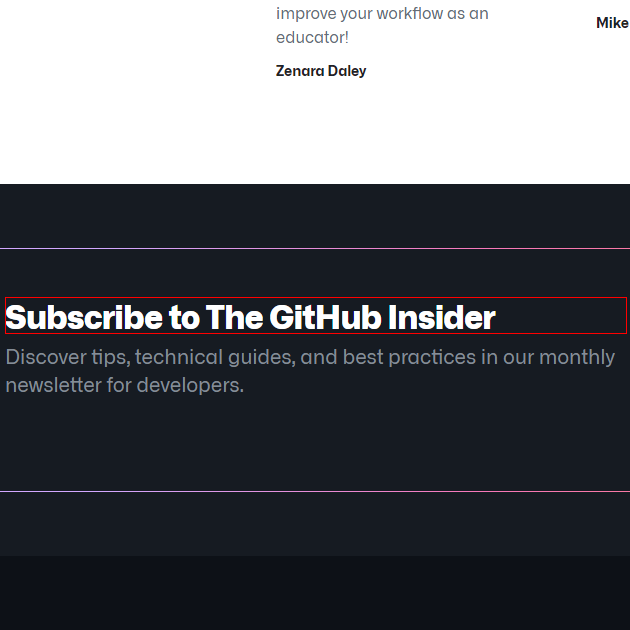 improve your workflow as an
educator!
Mike
Zenara Daley
Subscribe to The GitHub Insider
Discover tips, technical guides, and best practices in our monthly
newsletter for developers.